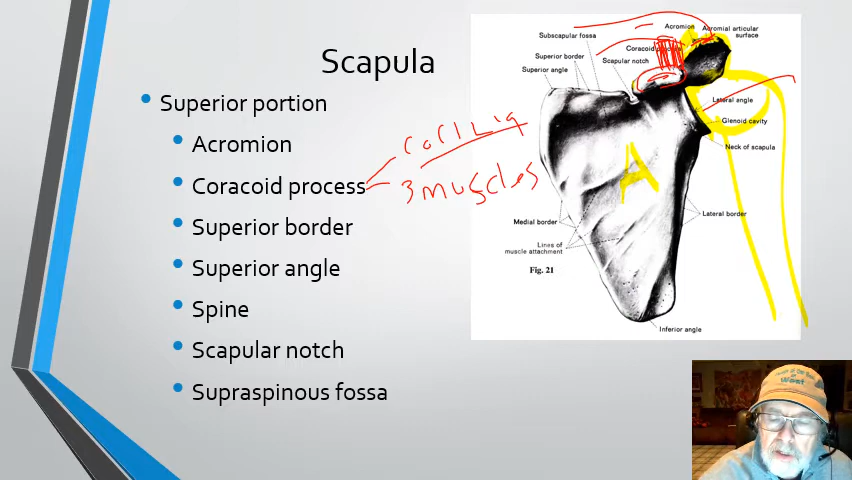 Scapula
Superior portion
Acromion
Coracoid process
Superior border
Superior angle
Spine
Scapular notch
Supraspinous fossa
3 muscles
A
Acromion
Acromial articular
surface
Subscapular fossa
Coracoid
Superior border
Scapular notch
Superior angle
Lateral angle
Glenoid cavity
Neck of scapula
Medial border
Lateral border
Lines of
muscle attachment
Fig. 21
Inferior angle
West